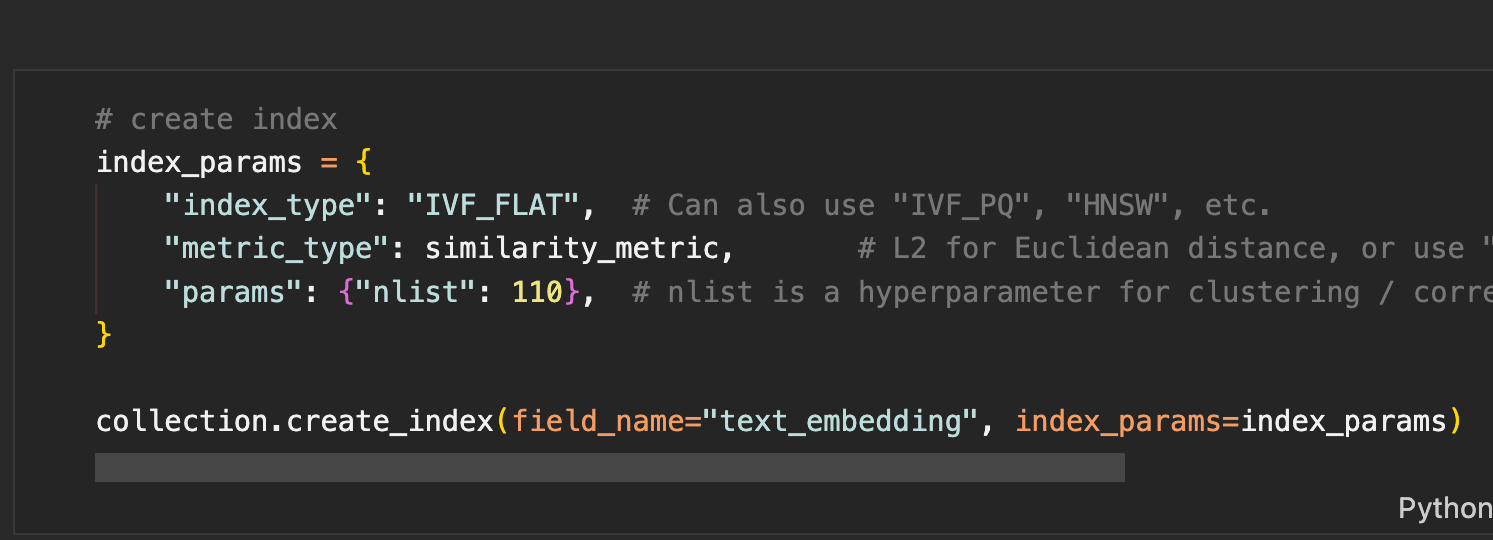 # create index
index_params = {
    "index_type": "IVF_FLAT",  # Can also use "IVF_PQ", "HNSW", etc.
    "metric_type": similarity_metric,       # L2 for Euclidean distance, or use "
    "params": {"nlist": 110},  # nlist is a hyperparameter for clustering / corre
}
collection.create_index(field_name="text_embedding", index_params=index_params)
Python